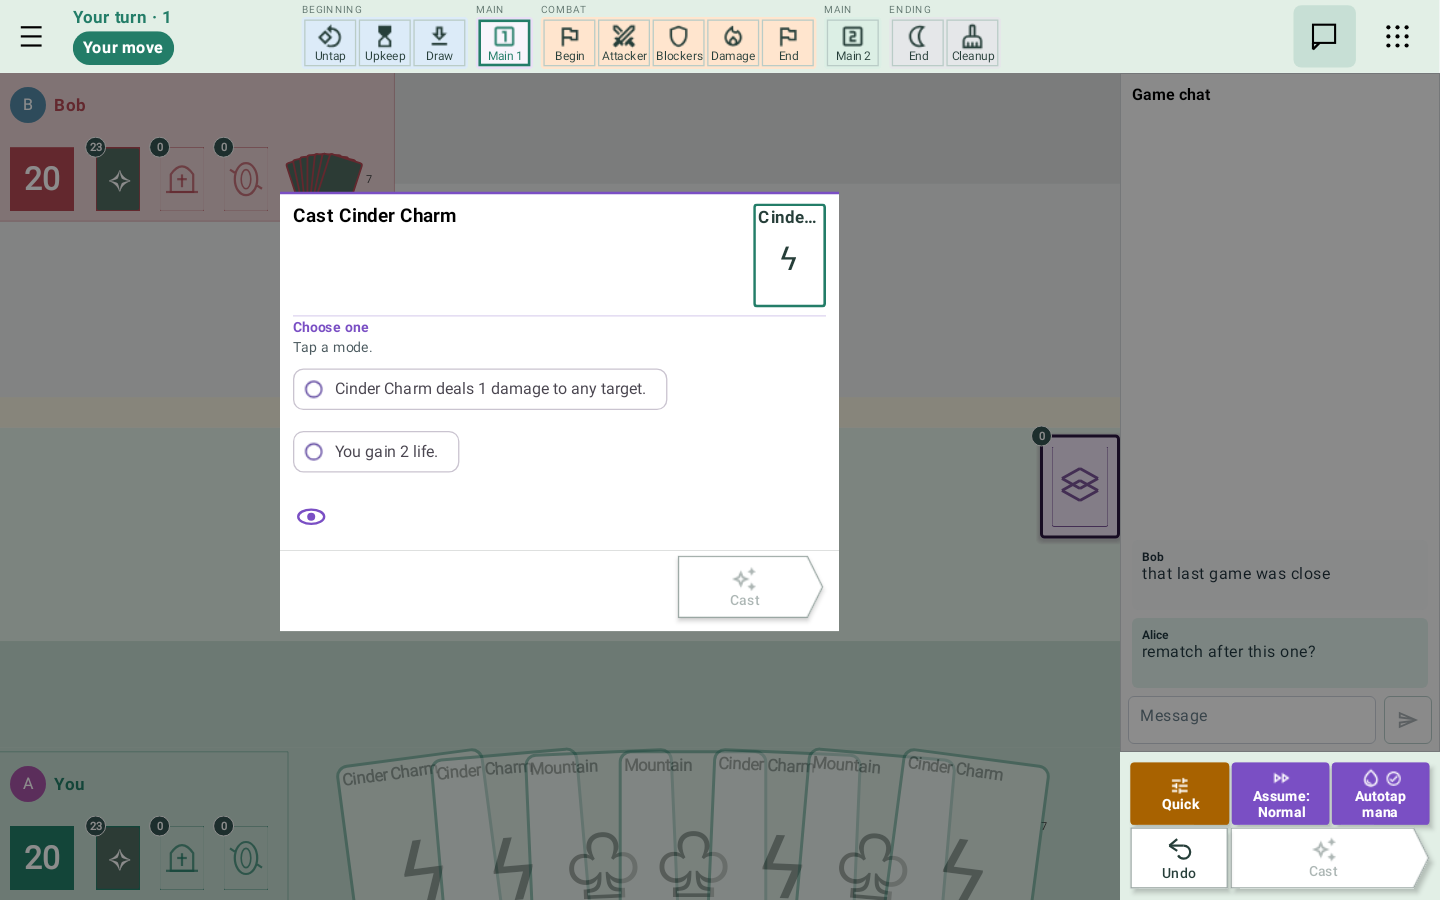 Your turn · 1
Your move
BEGINNING
Untap
Upkeep
Draw
MAIN
1
Main 1
COMBAT
Begin
Attacker
Blockers
Damage
End
MAIN
2
Main 2
ENDING
End
Cleanup
B
Bob
20
23
0
0
7
Game chat
Cast Cinder Charm
Cinde...
Choose one
Tap a mode.
Cinder Charm deals 1 damage to any target.
You gain 2 life.
Cast
0
Bob
that last game was close
Alice
rematch after this one?
Message
A
You
20
23
0
0
Cinder Charm
Cinder Charm
Mountain
Mountain
Cinder Charm
Mountain
Cinder Charm
7
Quick
Assume:
Normal
Autotap
mana
Undo
Cast